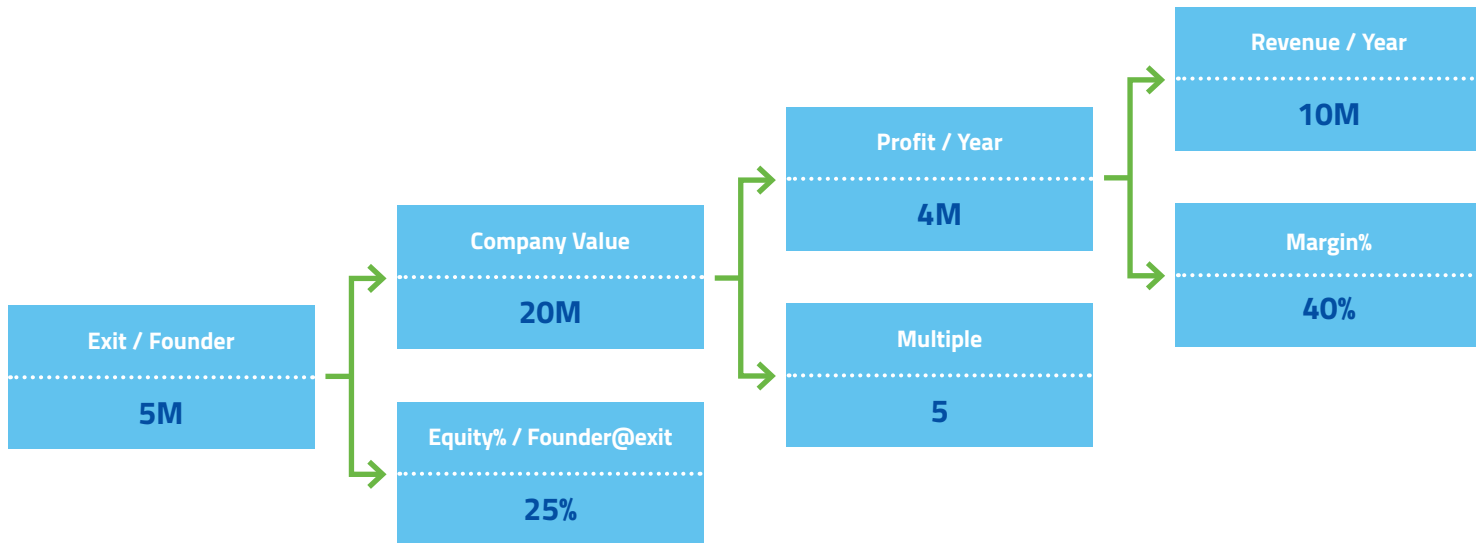 Exit / Founder
5M
Company Value
20M
Equity% / Founder@exit
25%
Profit / Year
4M
Multiple
5
Revenue / Year
10M
Margin%
40%